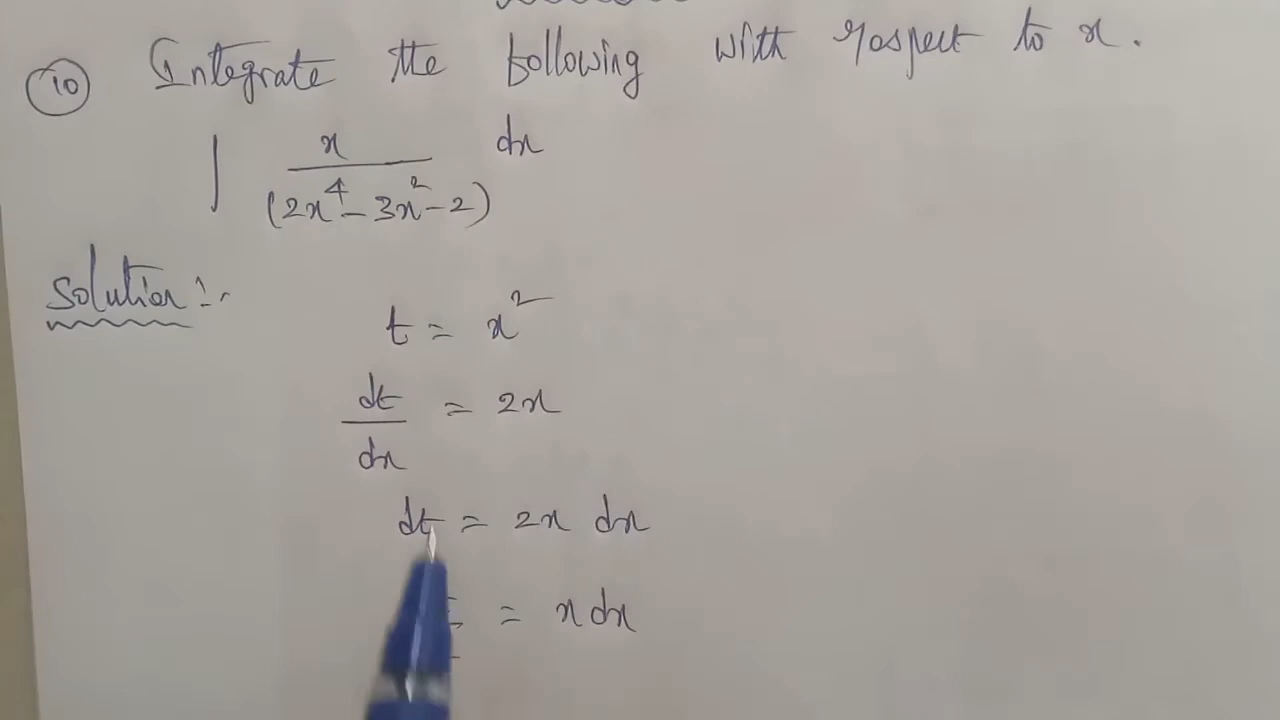 10 Integrate the following with respect to x.
∫ x / (2x⁴ - 3x² - 2) dx
Solution :-
t = x²
dt/dx = 2x
dt = 2x dx
= x dx